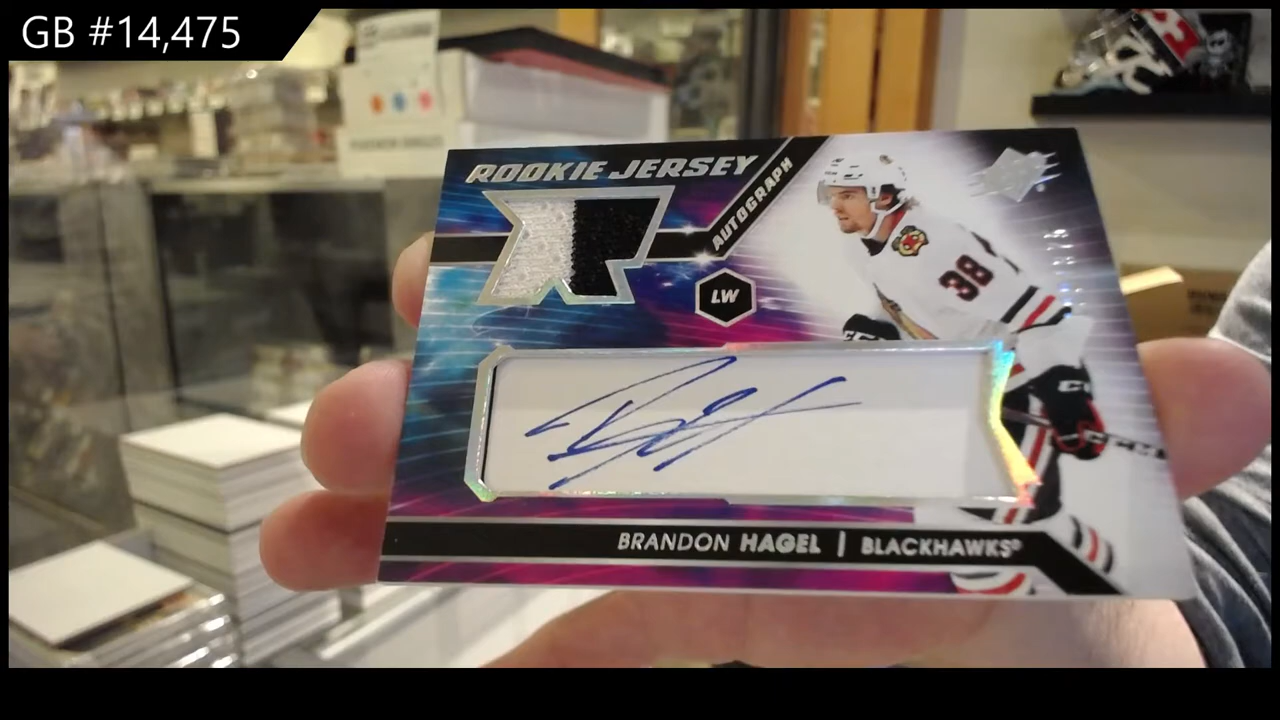 GB #14,475
ROOKIE JERSEY
AUTOGRAPH
LW
38
BRANDON HAGEL | BLACKHAWKS®